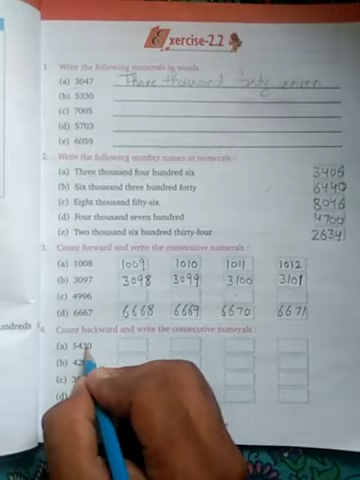 Exercise-2.2
1. Write the following numerals in words
(a) 3047 Three thousand forty seven
(b) 5330
(c) 7005
(d) 5703
(e) 6059
2. Write the following number names in numerals :
(a) Three thousand four hundred six 3406
(b) Six thousand three hundred forty 6440
(c) Eight thousand fifty-six 8046
(d) Four thousand seven hundred 4700
(e) Two thousand six hundred thirty-four 2634
3. Count forward and write the consecutive numerals :
(a) 1008 1009 1010 1011 1012
(b) 3097 3098 3099 3100 3101
(c) 4996
(d) 6667 6668 6669 6670 6671
undreds
4. Count backward and write the consecutive numerals :
(a) 5430
(b)
(c)
(d)